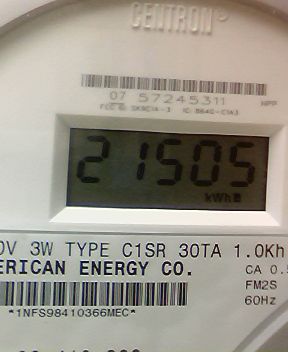 CENTRON
07 57245311
HPP
21505
kWh
0V 3W TYPE C1SR 30TA 1.0Kh
ERICAN ENERGY CO.
CA 0.5
FM2S
60Hz
*1NFS98410366MEC*